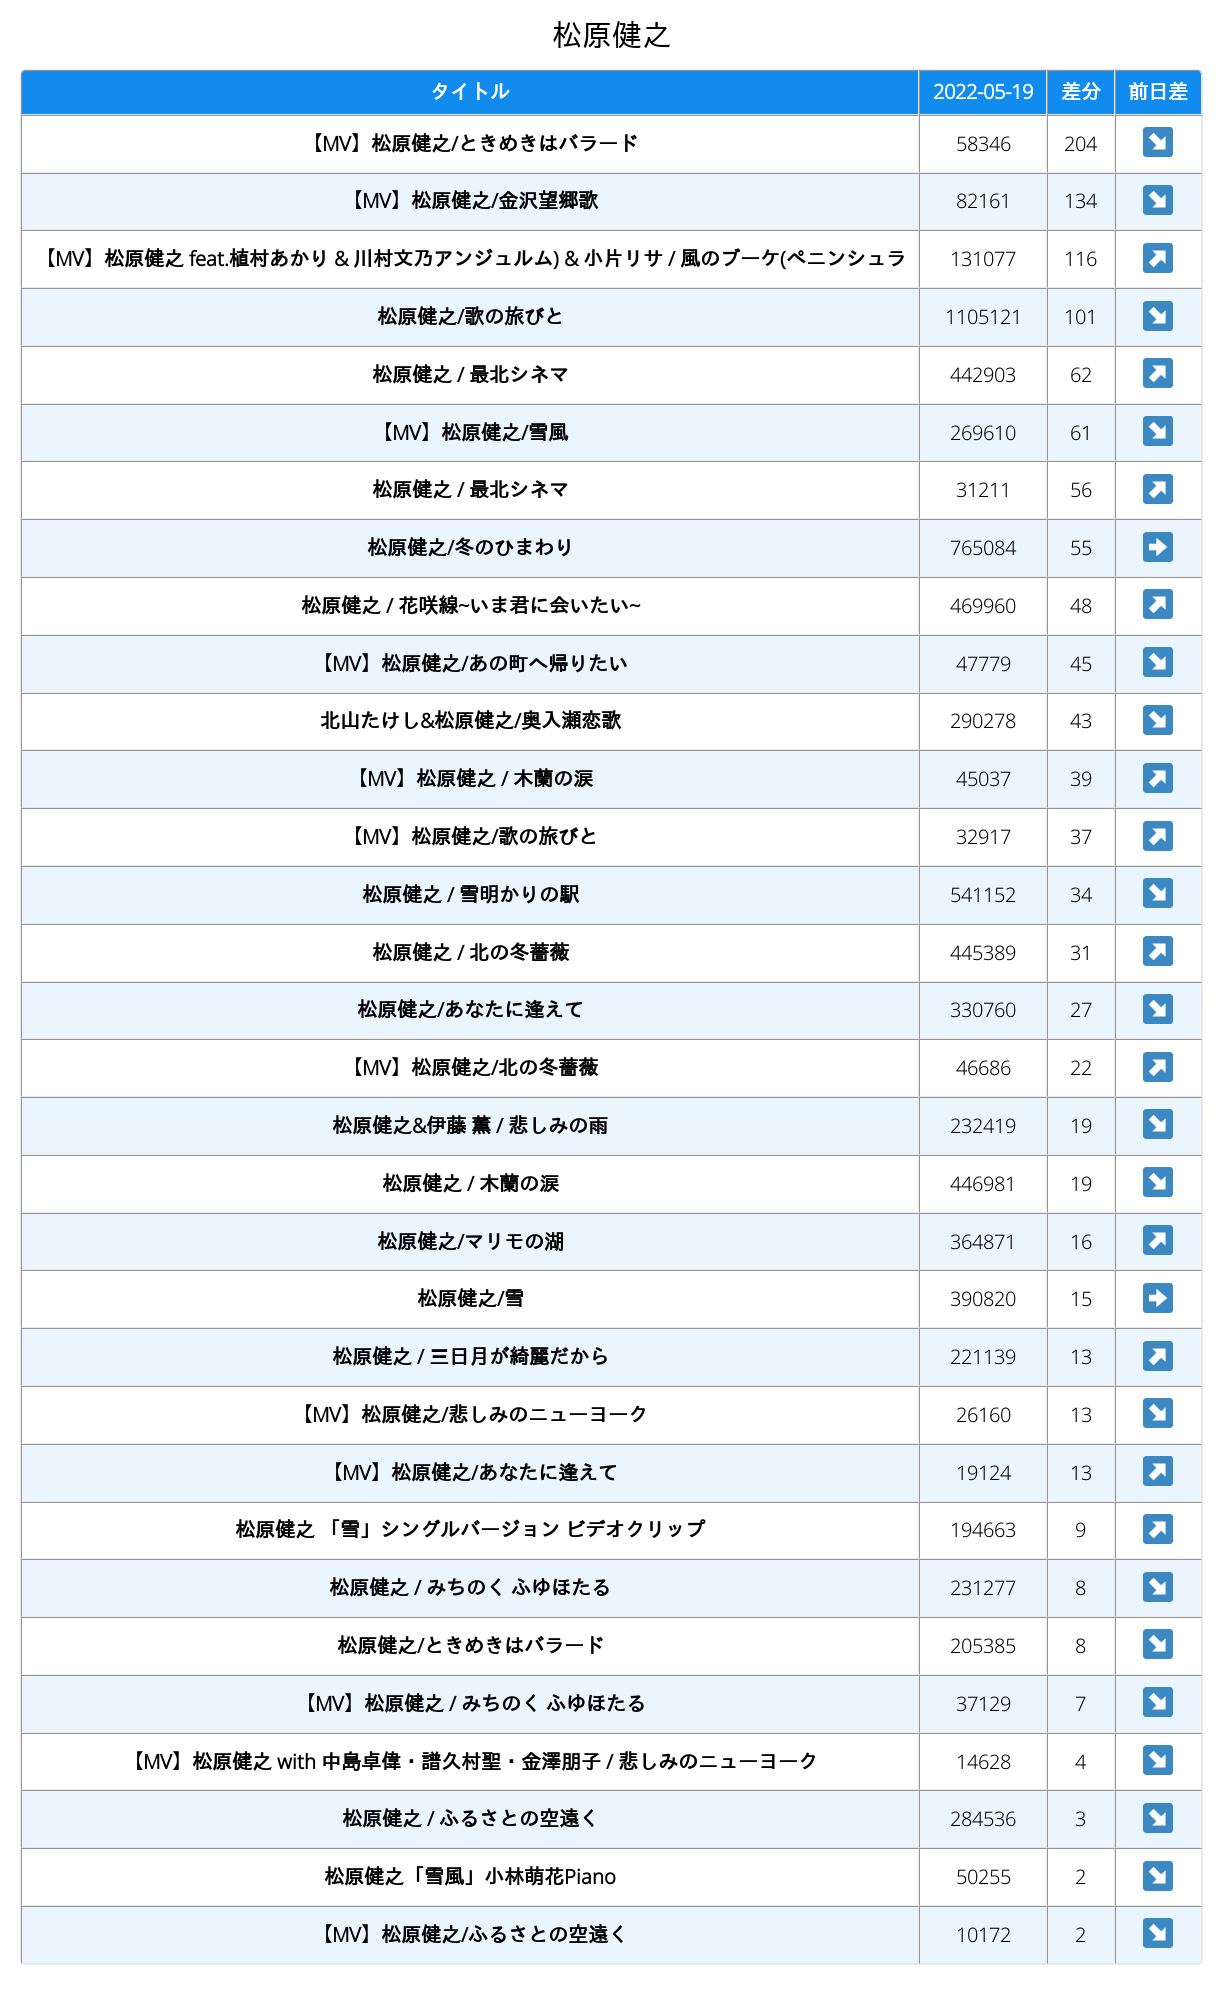 松原健之
タイトル 2022-05-19 差分 前日差
【MV】松原健之/ときめきはバラード 58346 204 ↘
【MV】松原健之/金沢望郷歌 82161 134 ↘
【MV】松原健之 feat.植村あかり & 川村文乃アンジュルム) & 小片リサ / 風のブーケ(ペニンシュラ 131077 116 ↗
松原健之/歌の旅びと 1105121 101 ↘
松原健之 / 最北シネマ 442903 62 ↗
【MV】松原健之/雪風 269610 61 ↘
松原健之 / 最北シネマ 31211 56 ↗
松原健之/冬のひまわり 765084 55 ➡
松原健之 / 花咲線~いま君に会いたい~ 469960 48 ↗
【MV】松原健之/あの町へ帰りたい 47779 45 ↘
北山たけし&松原健之/奥入瀬恋歌 290278 43 ↘
【MV】松原健之 / 木蘭の涙 45037 39 ↗
【MV】松原健之/歌の旅びと 32917 37 ↗
松原健之 / 雪明かりの駅 541152 34 ↘
松原健之 / 北の冬薔薇 445389 31 ↗
松原健之/あなたに逢えて 330760 27 ↘
【MV】松原健之/北の冬薔薇 46686 22 ↗
松原健之&伊藤 薫 / 悲しみの雨 232419 19 ↘
松原健之 / 木蘭の涙 446981 19 ↘
松原健之/マリモの湖 364871 16 ↗
松原健之/雪 390820 15 ➡
松原健之 / 三日月が綺麗だから 221139 13 ↗
【MV】松原健之/悲しみのニューヨーク 26160 13 ↘
【MV】松原健之/あなたに逢えて 19124 13 ↗
松原健之 「雪」シングルバージョン ビデオクリップ 194663 9 ↗
松原健之 / みちのく ふゆほたる 231277 8 ↘
松原健之/ときめきはバラード 205385 8 ↘
【MV】松原健之 / みちのく ふゆほたる 37129 7 ↘
【MV】松原健之 with 中島卓偉・譜久村聖・金澤朋子 / 悲しみのニューヨーク 14628 4 ↘
松原健之 / ふるさとの空遠く 284536 3 ↘
松原健之「雪風」小林萌花Piano 50255 2 ↘
【MV】松原健之/ふるさとの空遠く 10172 2 ↘